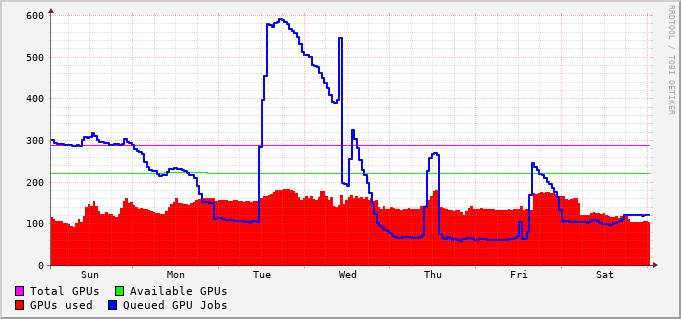 600
500
400
300
200
100
0
Sun Mon Tue Wed Thu Fri Sat
Total GPUs Available GPUs
GPUs used Queued GPU Jobs
RRDTOOL / TOBI OETIKER